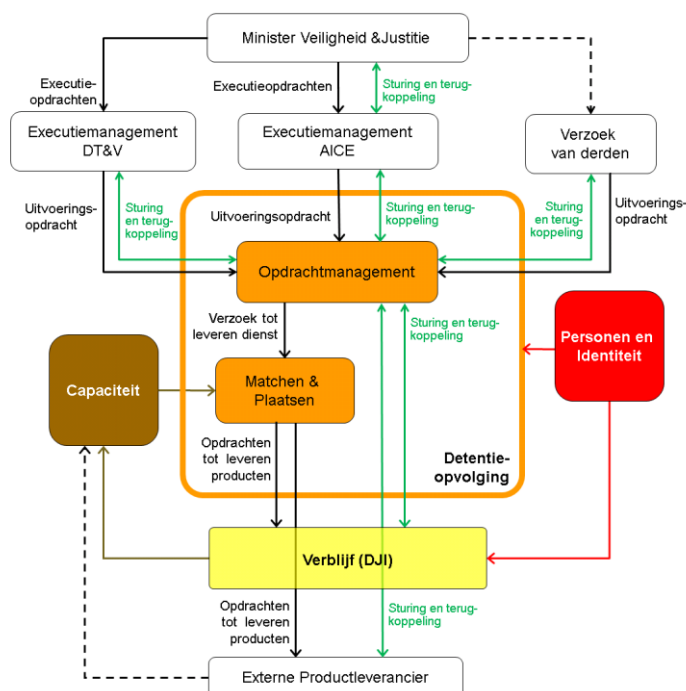 Minister Veiligheid &Justitie
Executie-
opdrachten
Executieopdrachten
Sturing en terug-
koppeling
Executiemanagement
DT&V
Executiemanagement
AICE
Verzoek
van derden
Uitvoerings-
opdracht
Sturing
en terug-
koppeling
Uitvoeringsopdracht
Sturing en terug-
koppeling
Sturing
en terug-
koppeling
Uitvoerings-
opdracht
Opdrachtmanagement
Verzoek tot
leveren dienst
Sturing en terug-
koppeling
Personen en
Identiteit
Capaciteit
Matchen &
Plaatsen
Opdrachten
tot leveren
producten
Detentie-
opvolging
Verblijf (DJI)
Opdrachten
tot leveren
producten
Sturing en terug-
koppeling
Externe Productleverancier